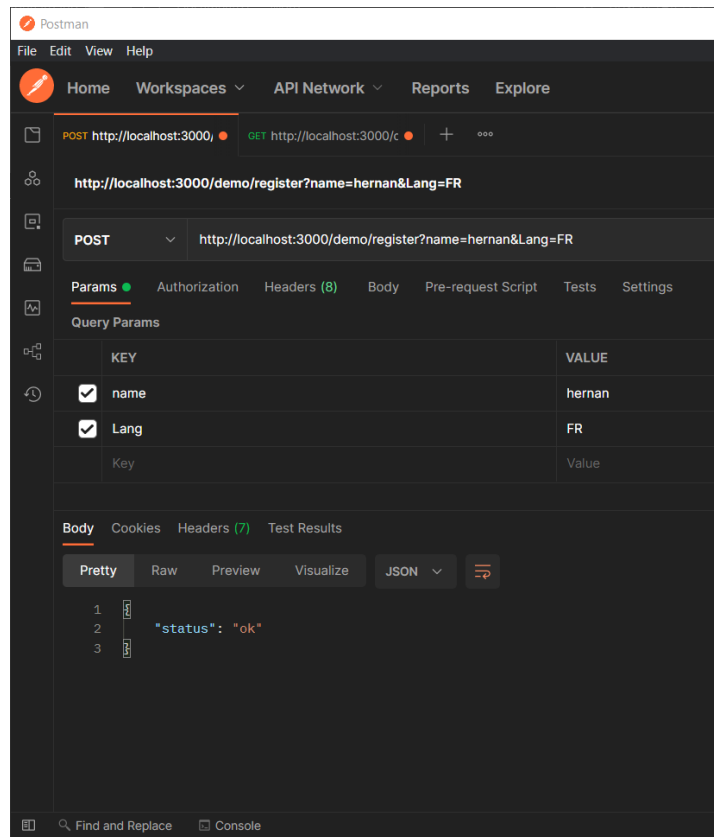 Postman
File Edit View Help
Home Workspaces API Network Reports Explore
POST http://localhost:3000/ GET http://localhost:3000/c
http://localhost:3000/demo/register?name=hernan&Lang=FR
POST http://localhost:3000/demo/register?name=hernan&Lang=FR
Params Authorization Headers (8) Body Pre-request Script Tests Settings
Query Params
KEY VALUE
name hernan
Lang FR
Key Value
Body Cookies Headers (7) Test Results
Pretty Raw Preview Visualize JSON
1 {
2 "status": "ok"
3 }
Find and Replace Console